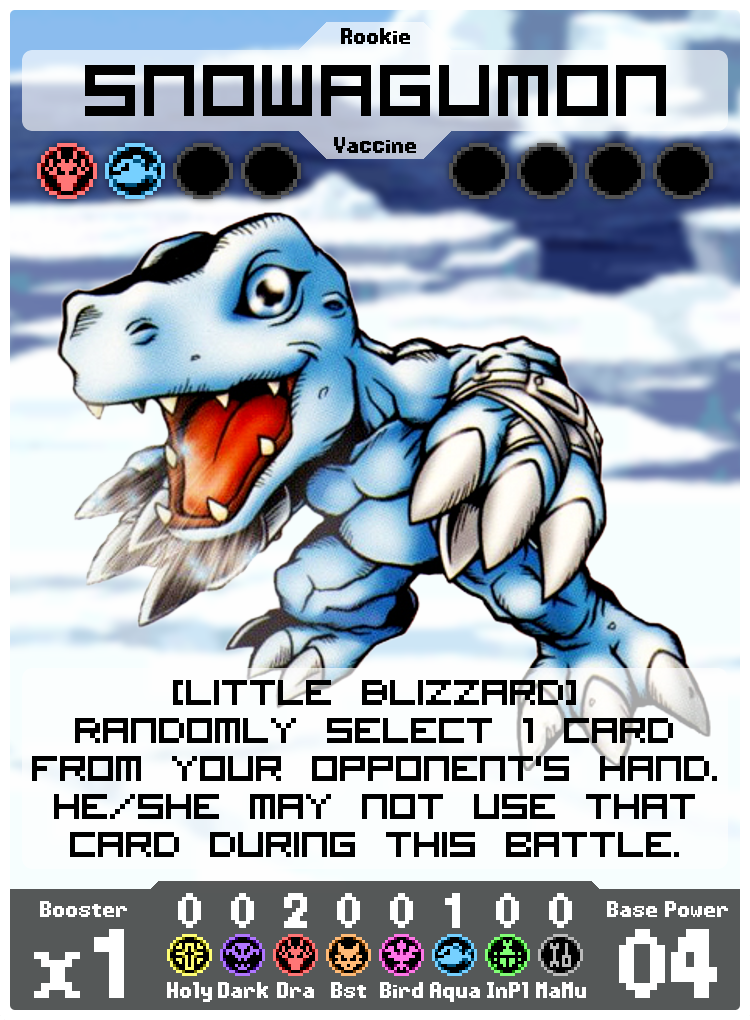 Rookie
SNOWAGUMON
Vaccine
[LITTLE BLIZZARD]
RANDOMLY SELECT 1 CARD
FROM YOUR OPPONENT'S HAND.
HE/SHE MAY NOT USE THAT
CARD DURING THIS BATTLE.
Booster 0 0 2 0 0 1 0 0 Base Power
x1 04
Holy Dark Dra Bst Bird Aqua InPl MaMu